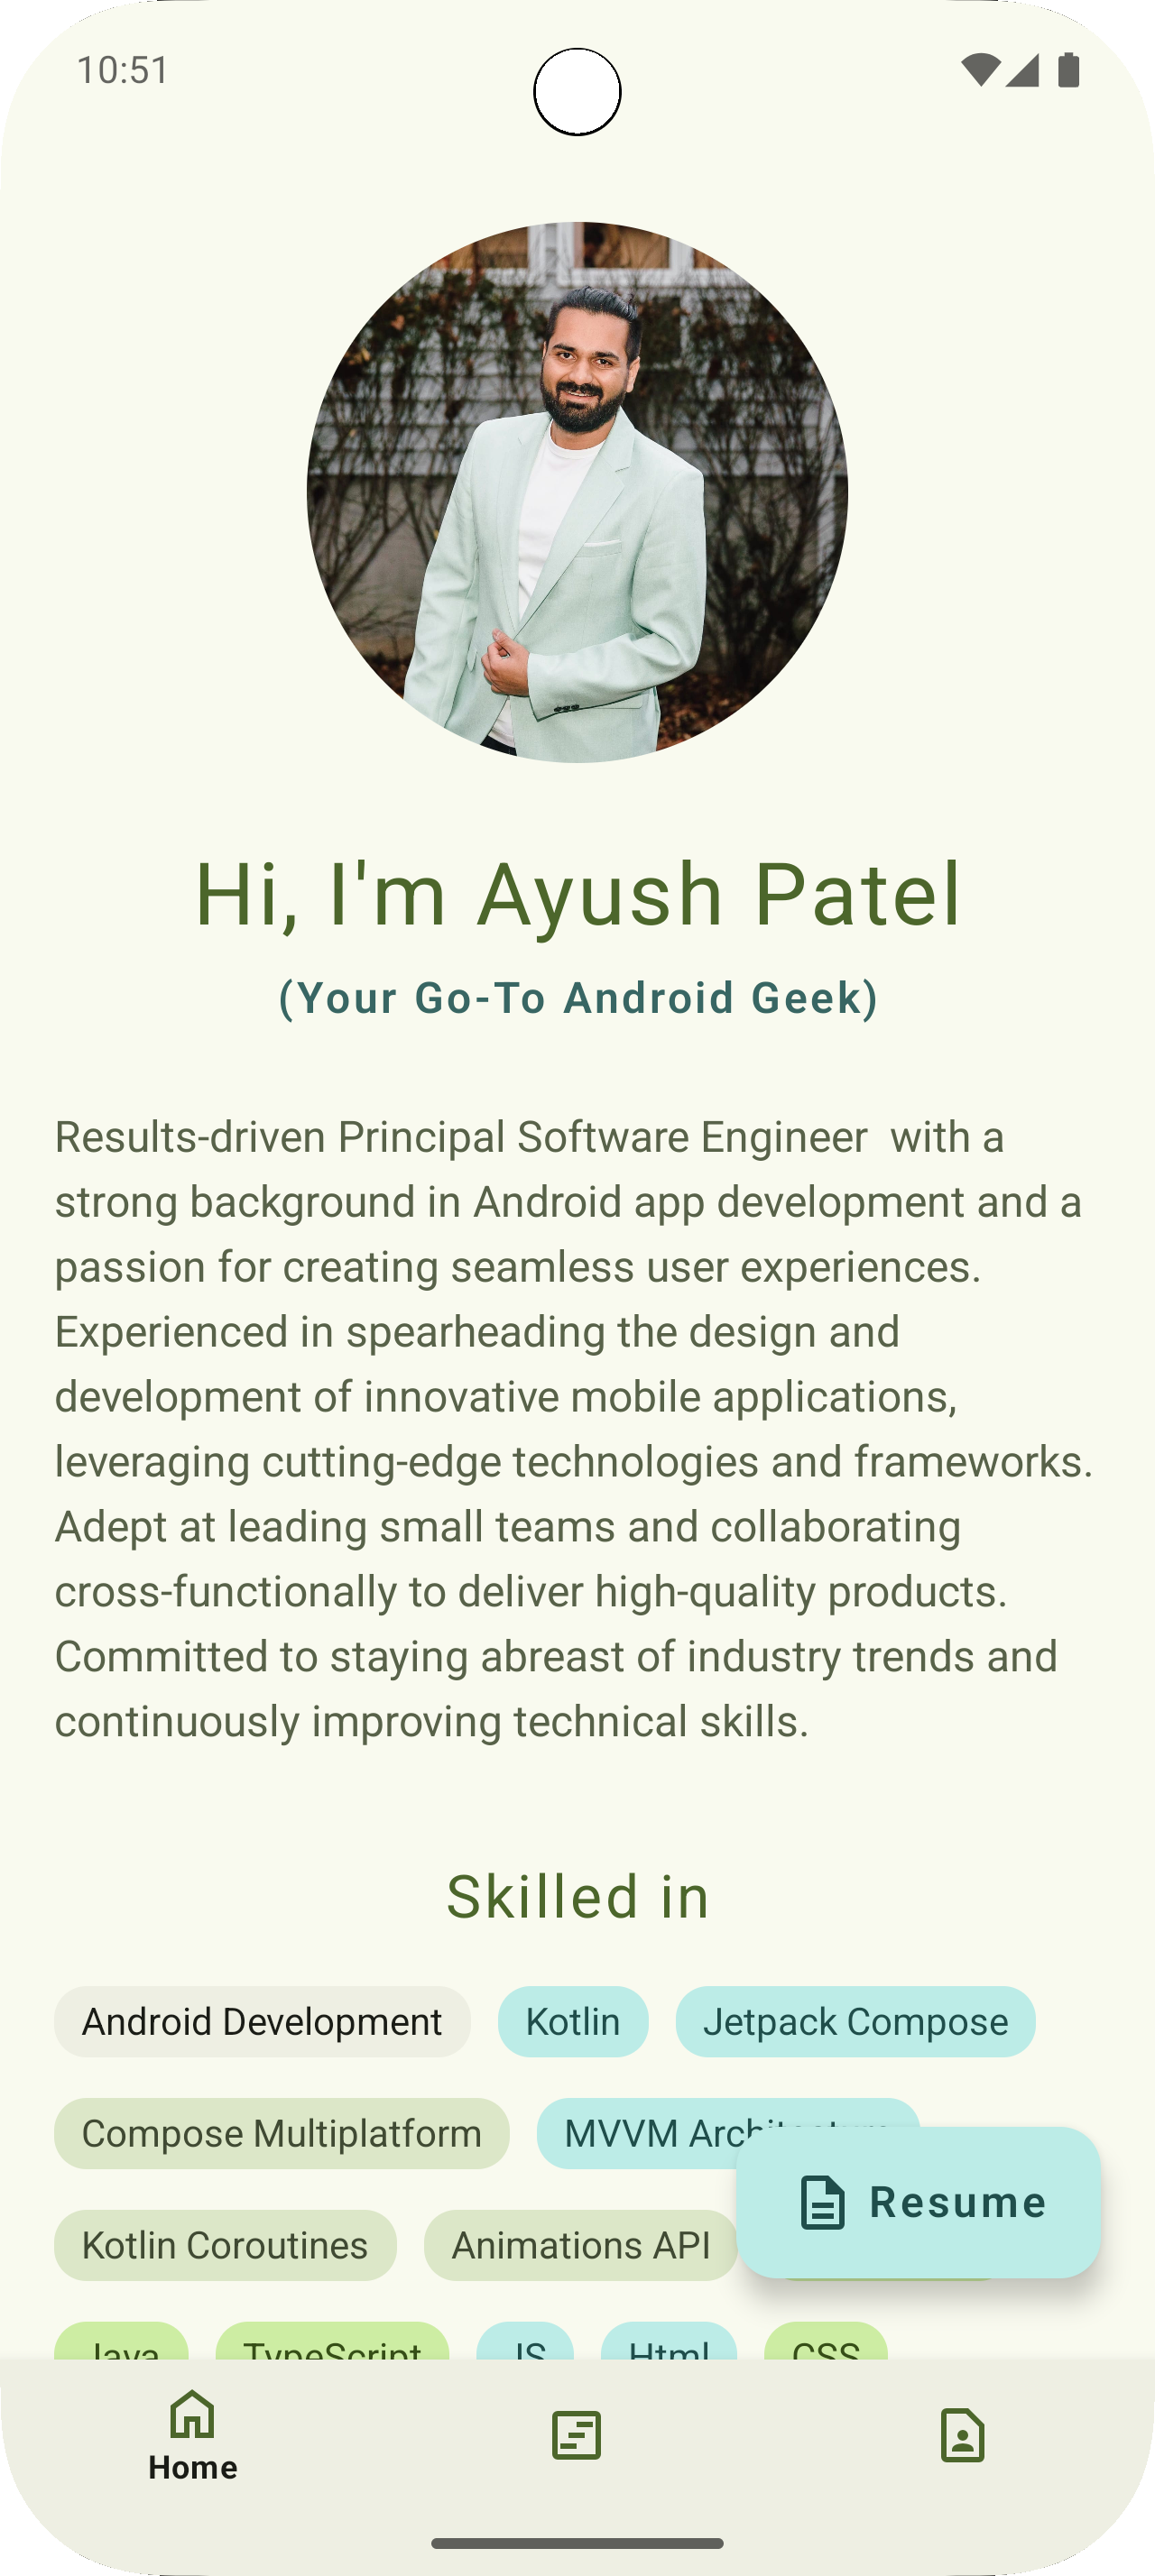 10:51
Hi, I'm Ayush Patel
(Your Go-To Android Geek)
Results-driven Principal Software Engineer  with a
strong background in Android app development and a
passion for creating seamless user experiences.
Experienced in spearheading the design and
development of innovative mobile applications,
leveraging cutting-edge technologies and frameworks.
Adept at leading small teams and collaborating
cross-functionally to deliver high-quality products.
Committed to staying abreast of industry trends and
continuously improving technical skills.
Skilled in
Android Development Kotlin Jetpack Compose
Compose Multiplatform MVVM Architecture
Resume
Kotlin Coroutines Animations API
Java TypeScript JS Html CSS
Home